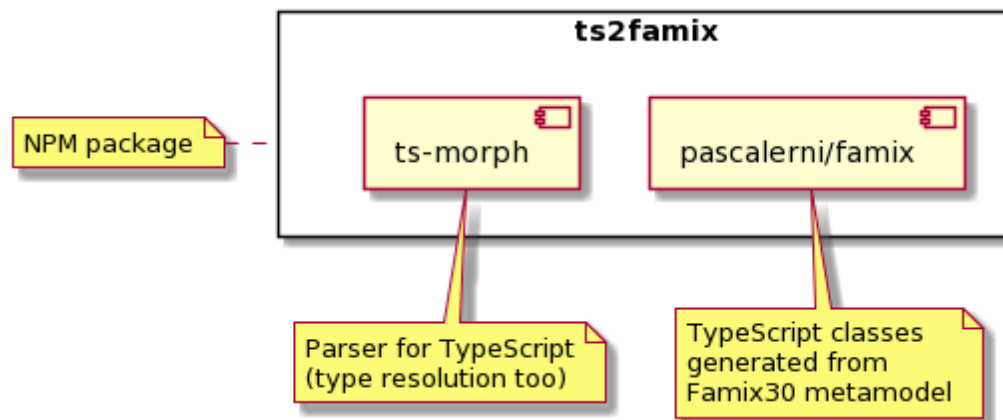 ts2famix
NPM package
ts-morph
pascalerni/famix
Parser for TypeScript
(type resolution too)
TypeScript classes
generated from
Famix30 metamodel